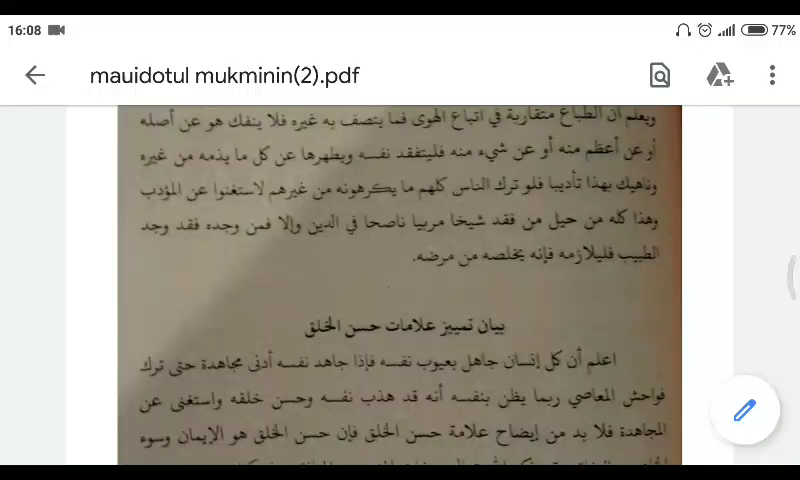 16:08
77%
mauidotul mukminin(2).pdf
ويعلم أن الطباع متقاربة في اتباع الهوى فما يتصف به غيره فلا ينفك هو عن أصله
أو عن أعظم منه أو عن شيء منه فليتفقد نفسه ويطهرها عن كل ما يذمه من غيره
وناهيك بهذا تأديبا فلو ترك الناس كلهم ما يكرهونه من غيرهم لاستغنوا عن المؤدب
وهذا كله من حيل من فقد شيخا مربيا ناصحا في الدين وإلا فمن وجده فقد وجد
الطبيب فليلازمه فإنه يخلصه من مرضه.
بيان تمييز علامات حسن الخلق
اعلم أن كل إنسان جاهل بعيوب نفسه فإذا جاهد نفسه أدنى مجاهدة حتى ترك
فواحش المعاصي ربما يظن بنفسه أنه قد هذب نفسه وحسن خلقه واستغنى عن
المجاهدة فلا بد من إيضاح علامة حسن الخلق فإن حسن الخلق هو الإيمان وسوء